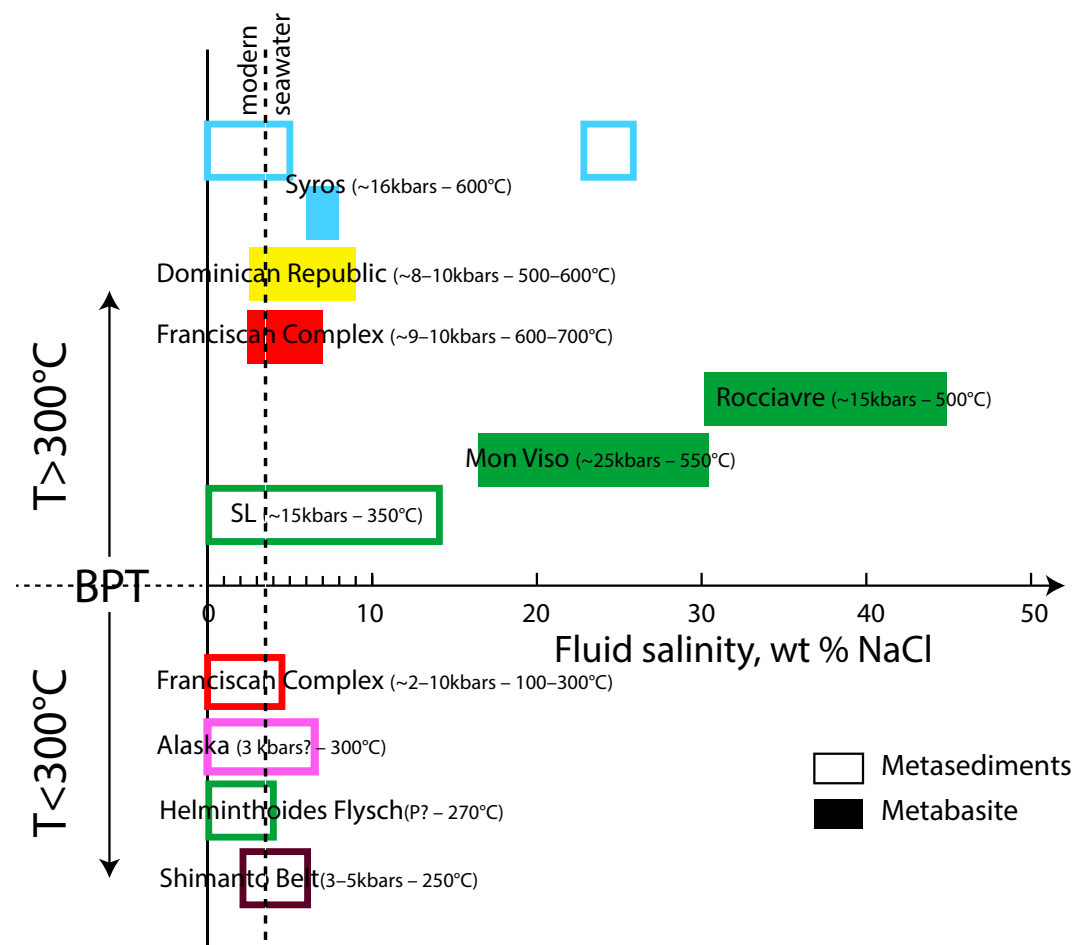 modern
seawater
Syros (~16kbars – 600°C)
Dominican Republic (~8–10kbars – 500–600°C)
Franciscan Complex (~9–10kbars – 600–700°C)
Rocciavre (~15kbars – 500°C)
Mon Viso (~25kbars – 550°C)
SL (~15kbars – 350°C)
T>300°C
BPT
0 10 20 30 40 50
Fluid salinity, wt % NaCl
T<300°C
Franciscan Complex (~2–10kbars – 100–300°C)
Alaska (3 kbars? – 300°C)
Helminthoides Flysch(P? – 270°C)
Shimanto Belt(3–5kbars – 250°C)
Metasediments
Metabasite